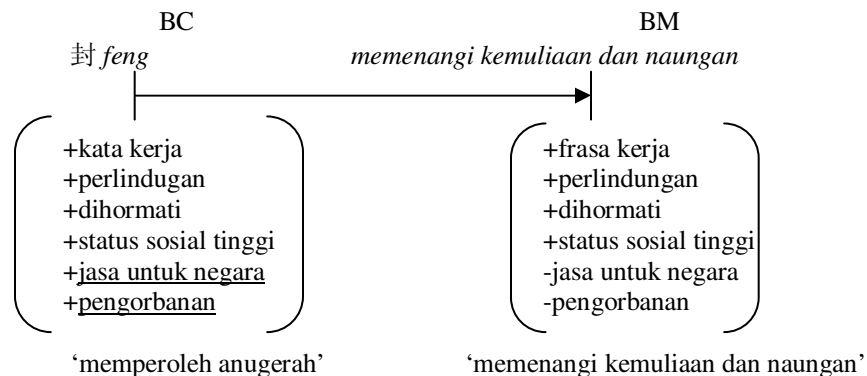 BC BM
封 feng memenangi kemuliaan dan naungan
+kata kerja +frasa kerja
+perlindugan +perlindungan
+dihormati +dihormati
+status sosial tinggi +status sosial tinggi
+jasa untuk negara -jasa untuk negara
+pengorbanan -pengorbanan
‘memperoleh anugerah’ ‘memenangi kemuliaan dan naungan’